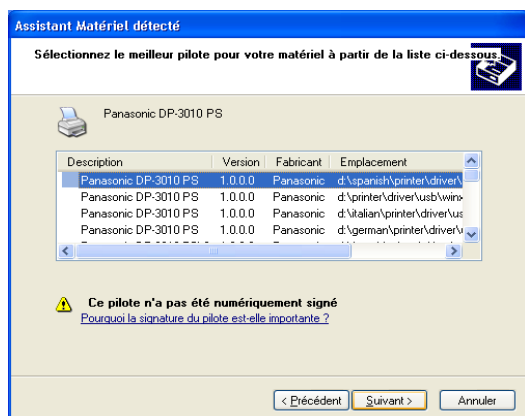 Assistant Matériel détecté
Sélectionnez le meilleur pilote pour votre matériel à partir de la liste ci-dessous.
Panasonic DP-3010 PS
Description Version Fabricant Emplacement
Panasonic DP-3010 PS 1.0.0.0 Panasonic d:\spanish\printer\driver\
Panasonic DP-3010 PS 1.0.0.0 Panasonic d:\printer\driver\usb\winx
Panasonic DP-3010 PS 1.0.0.0 Panasonic d:\italian\printer\driver\us
Panasonic DP-3010 PS 1.0.0.0 Panasonic d:\german\printer\driver\u
Ce pilote n'a pas été numériquement signé
Pourquoi la signature du pilote est-elle importante ?
< Précédent Suivant > Annuler